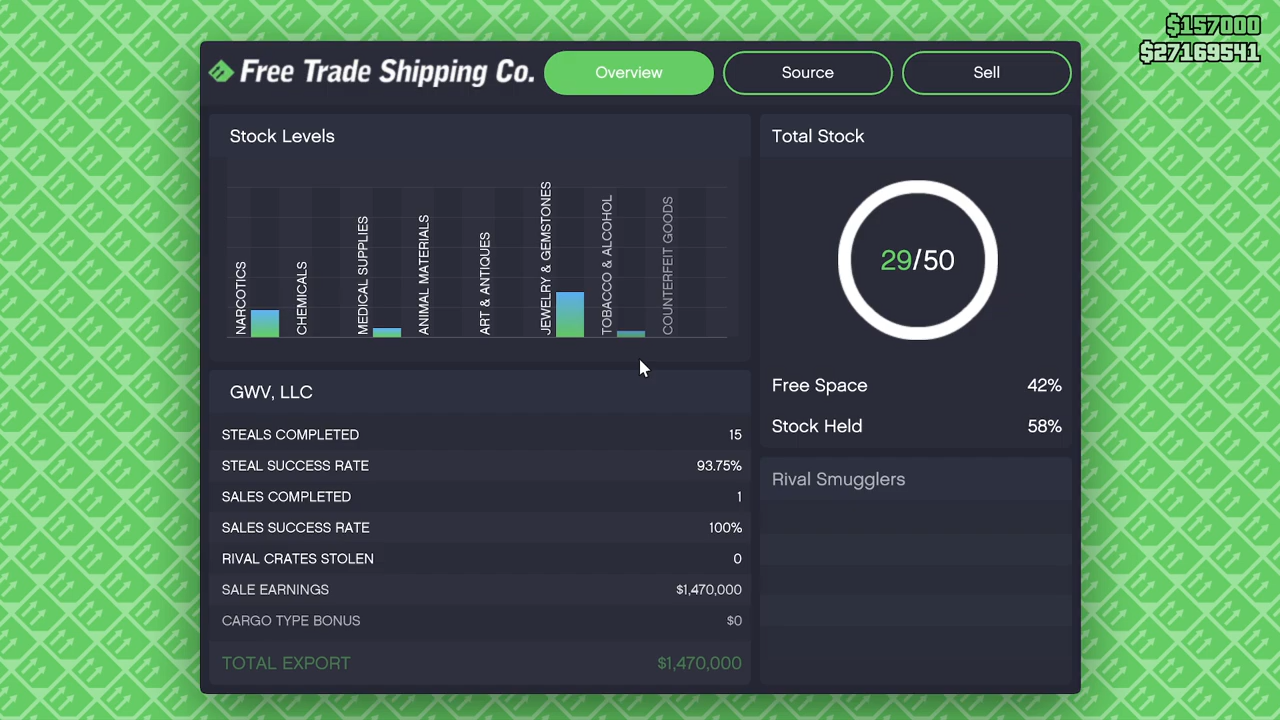 $157000
$27169541
Free Trade Shipping Co.
Overview
Source
Sell
Stock Levels
NARCOTICS
CHEMICALS
MEDICAL SUPPLIES
ANIMAL MATERIALS
ART & ANTIQUES
JEWELRY & GEMSTONES
TOBACCO & ALCOHOL
COUNTERFEIT GOODS
Total Stock
29/50
Free Space 42%
Stock Held 58%
GWV, LLC
STEALS COMPLETED 15
STEAL SUCCESS RATE 93.75%
SALES COMPLETED 1
SALES SUCCESS RATE 100%
RIVAL CRATES STOLEN 0
SALE EARNINGS $1,470,000
CARGO TYPE BONUS $0
TOTAL EXPORT $1,470,000
Rival Smugglers